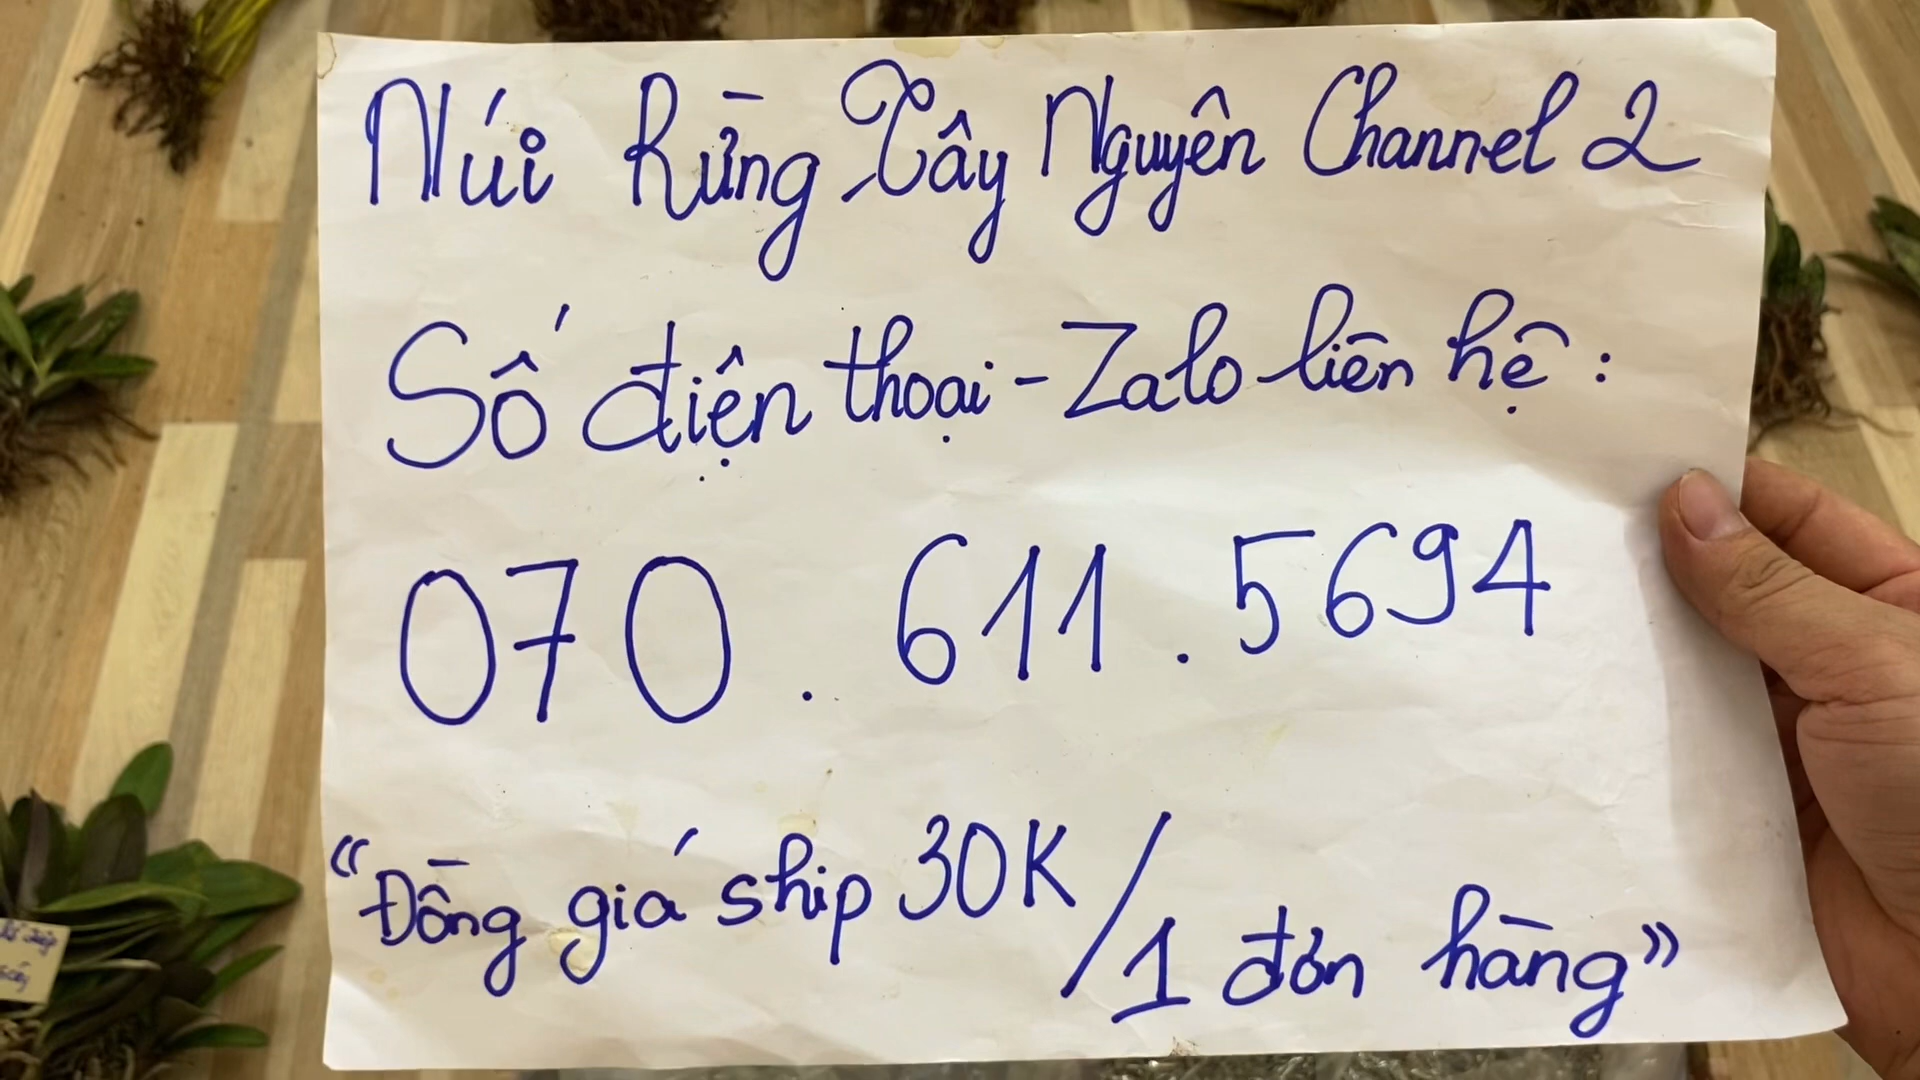 Núi Rừng Tây Nguyên Channel 2
Số điện thoại - Zalo liên hệ :
070 . 611 . 5694
“Đồng giá ship 30K/1 đơn hàng”